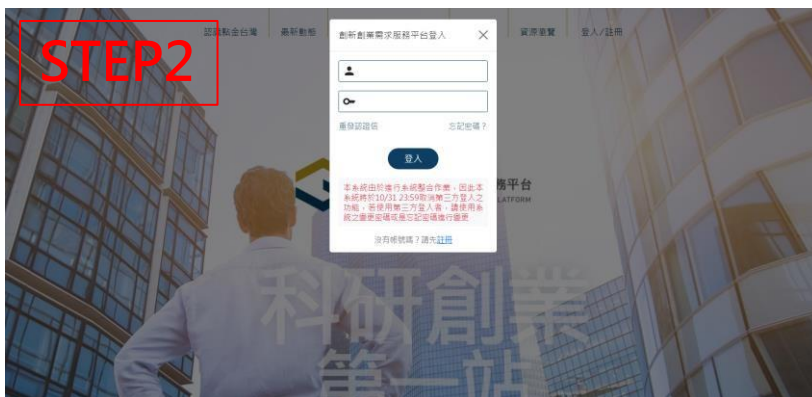 STEP2
認識點金台灣 最新動態 資源瀏覽 登入/註冊
創新創業需求服務平台登入
重發認證信 忘記密碼？
登入
本系統由於進行系統整合作業，因此本
系統將於10/31 23:59取消第三方登入之
功能，若使用第三方登入者，請使用系
統之變更密碼或是忘記密碼進行變更
沒有帳號嗎？請先註冊
務平台
LATFORM
科研創業
第一站